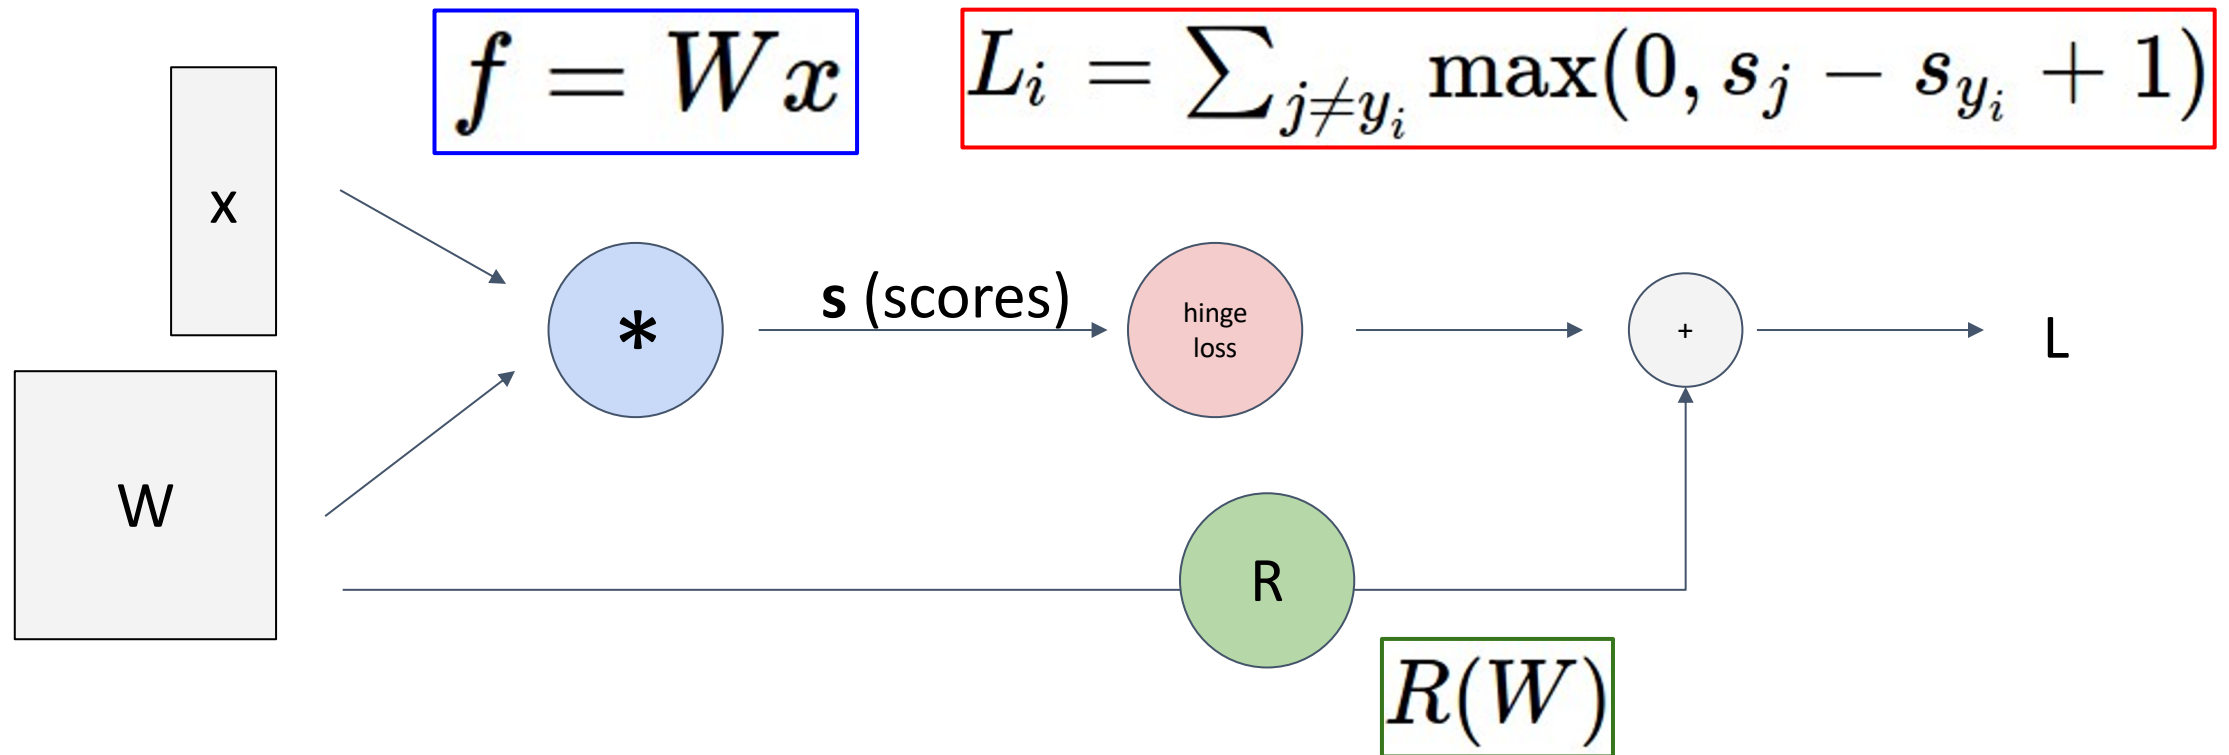 f = Wx
L_i = ∑_{j≠y_i} max(0, s_j − s_{y_i} + 1)
x
*
s (scores)
hinge
loss
+
L
W
R
R(W)